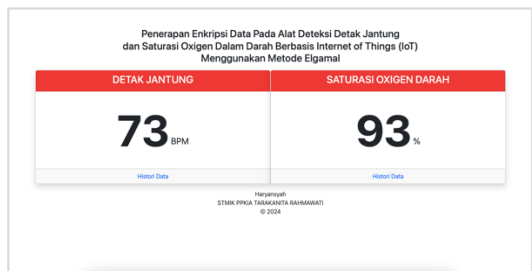 Penerapan Enkripsi Data Pada Alat Deteksi Detak Jantung
dan Saturasi Oxigen Dalam Darah Berbasis Internet of Things (IoT)
Menggunakan Metode Elgamal
DETAK JANTUNG
SATURASI OXIGEN DARAH
73 BPM
93 %
Histori Data
Histori Data
Haryansyah
STMIK PPKIA TARAKANITA RAHMAWATI
© 2024